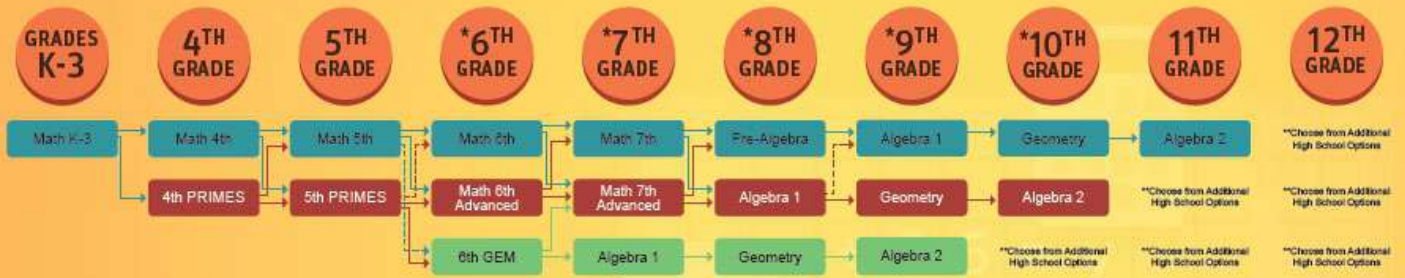 GRADES
K-3
4TH
GRADE
5TH
GRADE
*6TH
GRADE
*7TH
GRADE
*8TH
GRADE
*9TH
GRADE
*10TH
GRADE
11TH
GRADE
12TH
GRADE
Math K-3
Math 4th
Math 5th
Math 6th
Math 7th
Pre-Algebra
Algebra 1
Geometry
Algebra 2
**Choose from Additional
High School Options
4th PRIMES
5th PRIMES
Math 6th
Advanced
Math 7th
Advanced
Algebra 1
Geometry
Algebra 2
**Choose from Additional
High School Options
**Choose from Additional
High School Options
6th GEM
Algebra 1
Geometry
Algebra 2
**Choose from Additional
High School Options
**Choose from Additional
High School Options
**Choose from Additional
High School Options